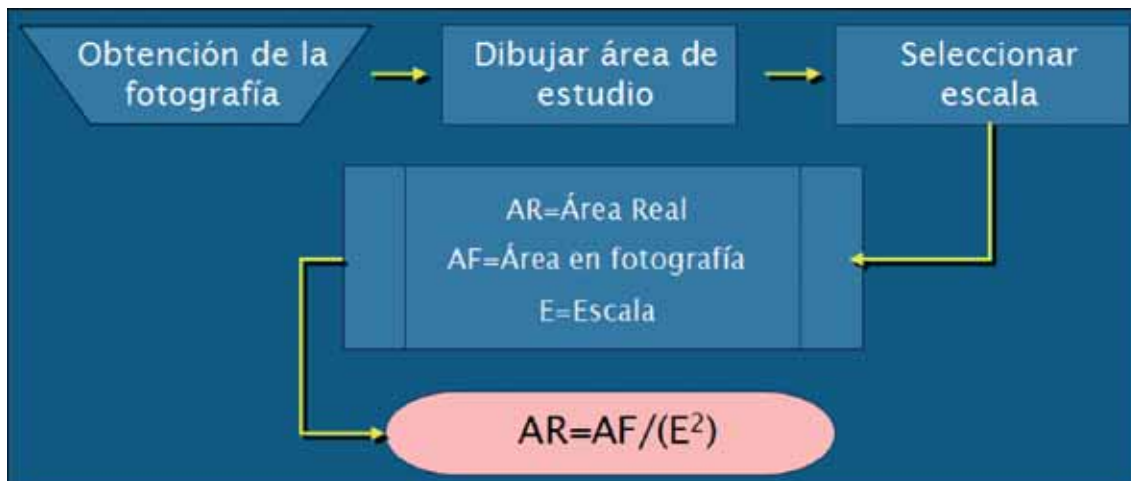 Obtención de la
fotografía
Dibujar área de
estudio
Seleccionar
escala
AR=Área Real
AF=Área en fotografía
E=Escala
AR=AF/(E²)